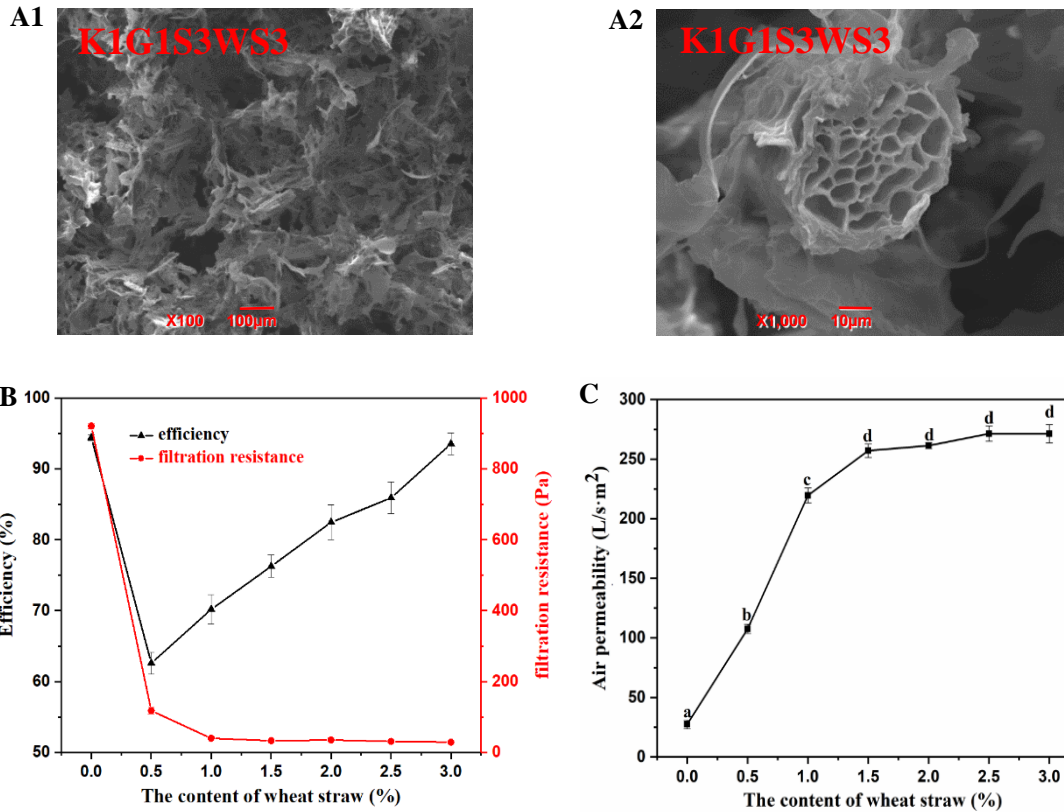 A1
K1G1S3WS3
X100 100μm
A2
K1G1S3WS3
X1,000 10μm
B
Efficiency (%)
100
90
80
70
60
50
efficiency
filtration resistance
1000
800
600
400
200
0
filtration resistance (Pa)
0.0 0.5 1.0 1.5 2.0 2.5 3.0
The content of wheat straw (%)
C
Air permeability (L/s·m²)
300
250
200
150
100
50
0
a
b
c
d
d
d
d
0.0 0.5 1.0 1.5 2.0 2.5 3.0
The content of wheat straw (%)